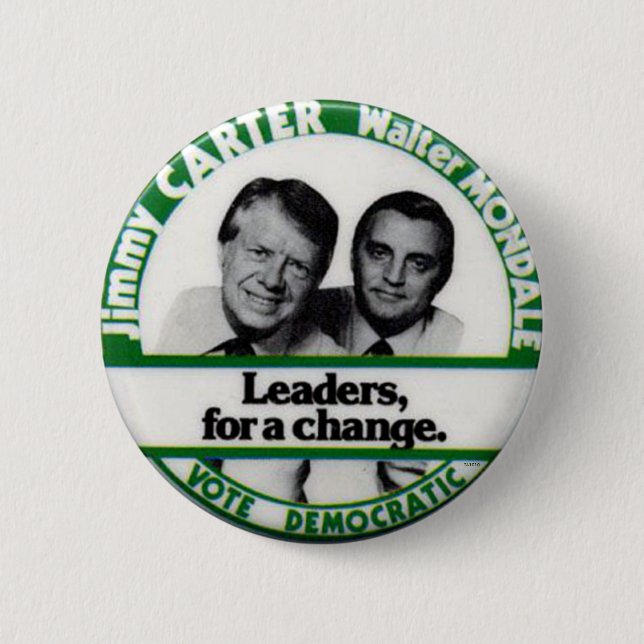 Jimmy CARTER Walter MONDALE
Leaders,
for a change.
VOTE DEMOCRATIC